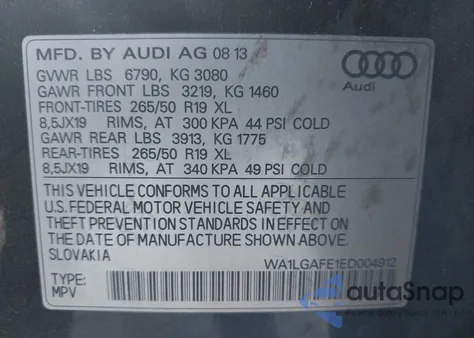 MFD. BY AUDI AG 08 13
GVWR LBS 6790, KG 3080
GAWR FRONT LBS 3219, KG 1460
FRONT-TIRES 265/50 R19 XL
8,5JX19 RIMS, AT 300 KPA 44 PSI COLD
GAWR REAR LBS 3913, KG 1775
REAR-TIRES 265/50 R19 XL
8,5JX19 RIMS, AT 340 KPA 49 PSI COLD
Audi
THIS VEHICLE CONFORMS TO ALL APPLICABLE
U.S. FEDERAL MOTOR VEHICLE SAFETY AND
THEFT PREVENTION STANDARDS IN EFFECT ON
THE DATE OF MANUFACTURE SHOWN ABOVE.
SLOVAKIA
WA1LGAFE1ED004912
TYPE:
MPV
autoSnap